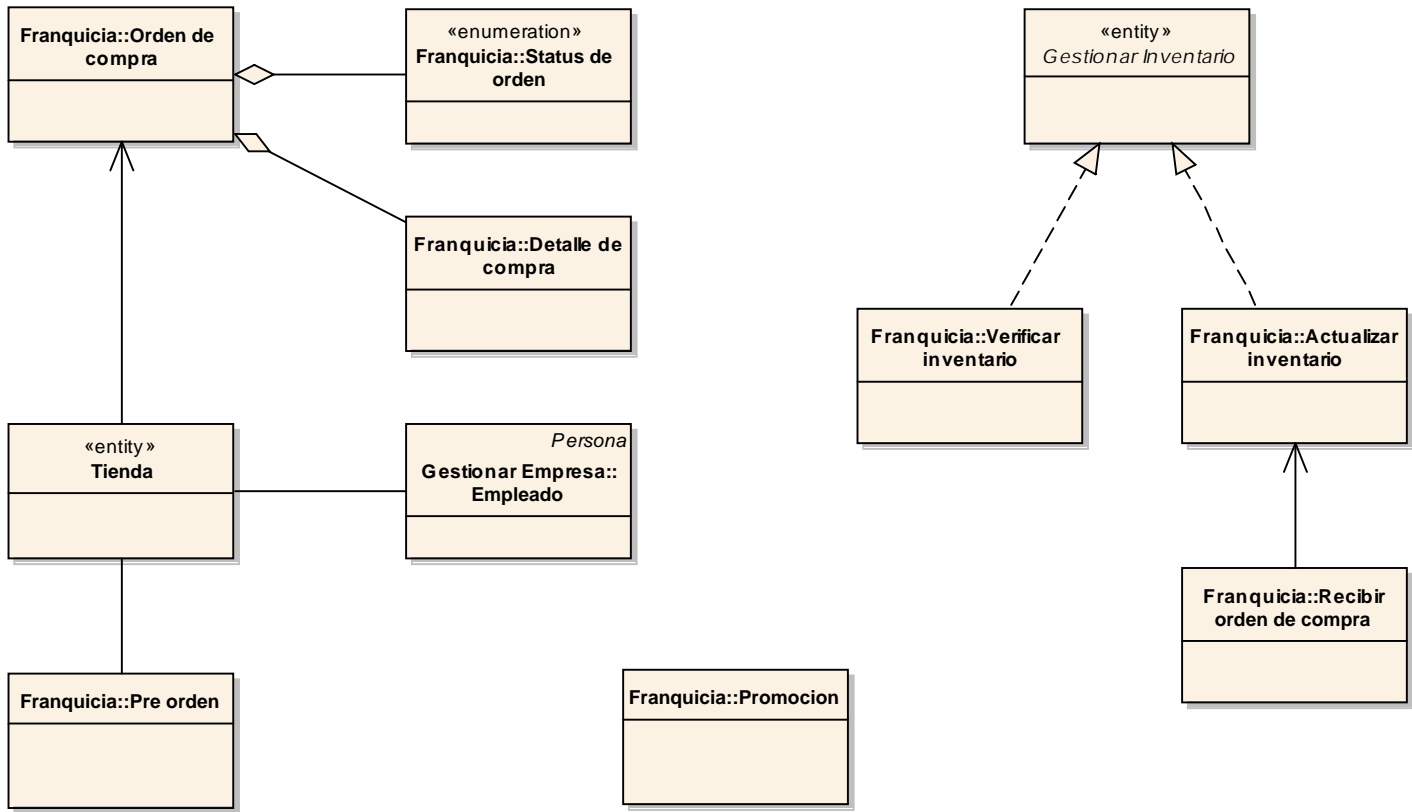 Franquicia::Orden de
compra
«enumeration»
Franquicia::Status de
orden
«entity»
Gestionar Inventario
Franquicia::Detalle de
compra
Franquicia::Verificar
inventario
Franquicia::Actualizar
inventario
«entity»
Tienda
Persona
Gestionar Empresa::
Empleado
Franquicia::Recibir
orden de compra
Franquicia::Pre orden
Franquicia::Promocion